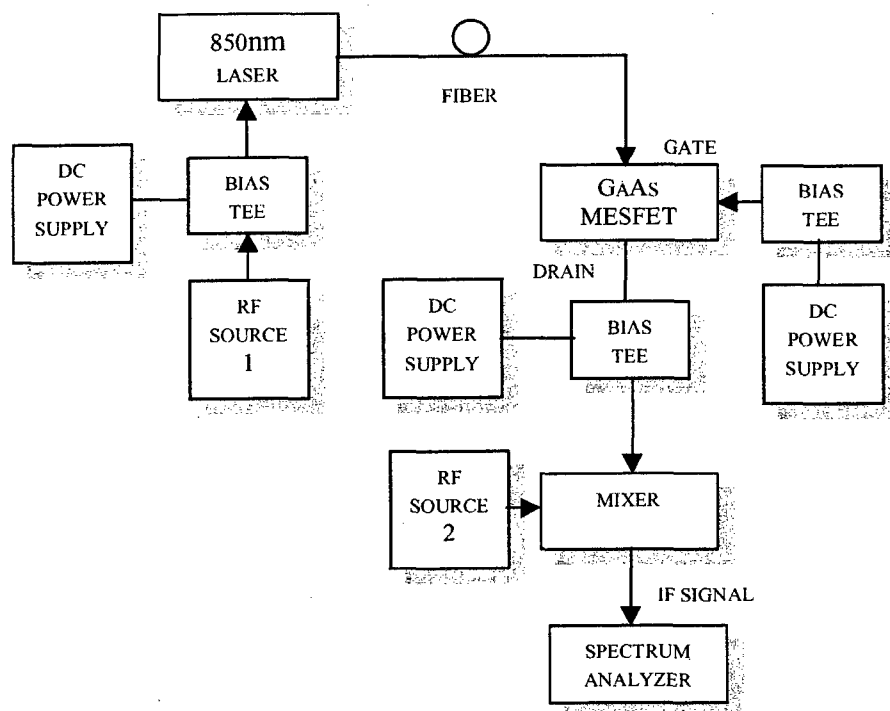 850nm
LASER
FIBER
GATE
DC
POWER
SUPPLY
BIAS
TEE
GAAS
MESFET
BIAS
TEE
DRAIN
RF
SOURCE
1
DC
POWER
SUPPLY
BIAS
TEE
DC
POWER
SUPPLY
RF
SOURCE
2
MIXER
IF SIGNAL
SPECTRUM
ANALYZER